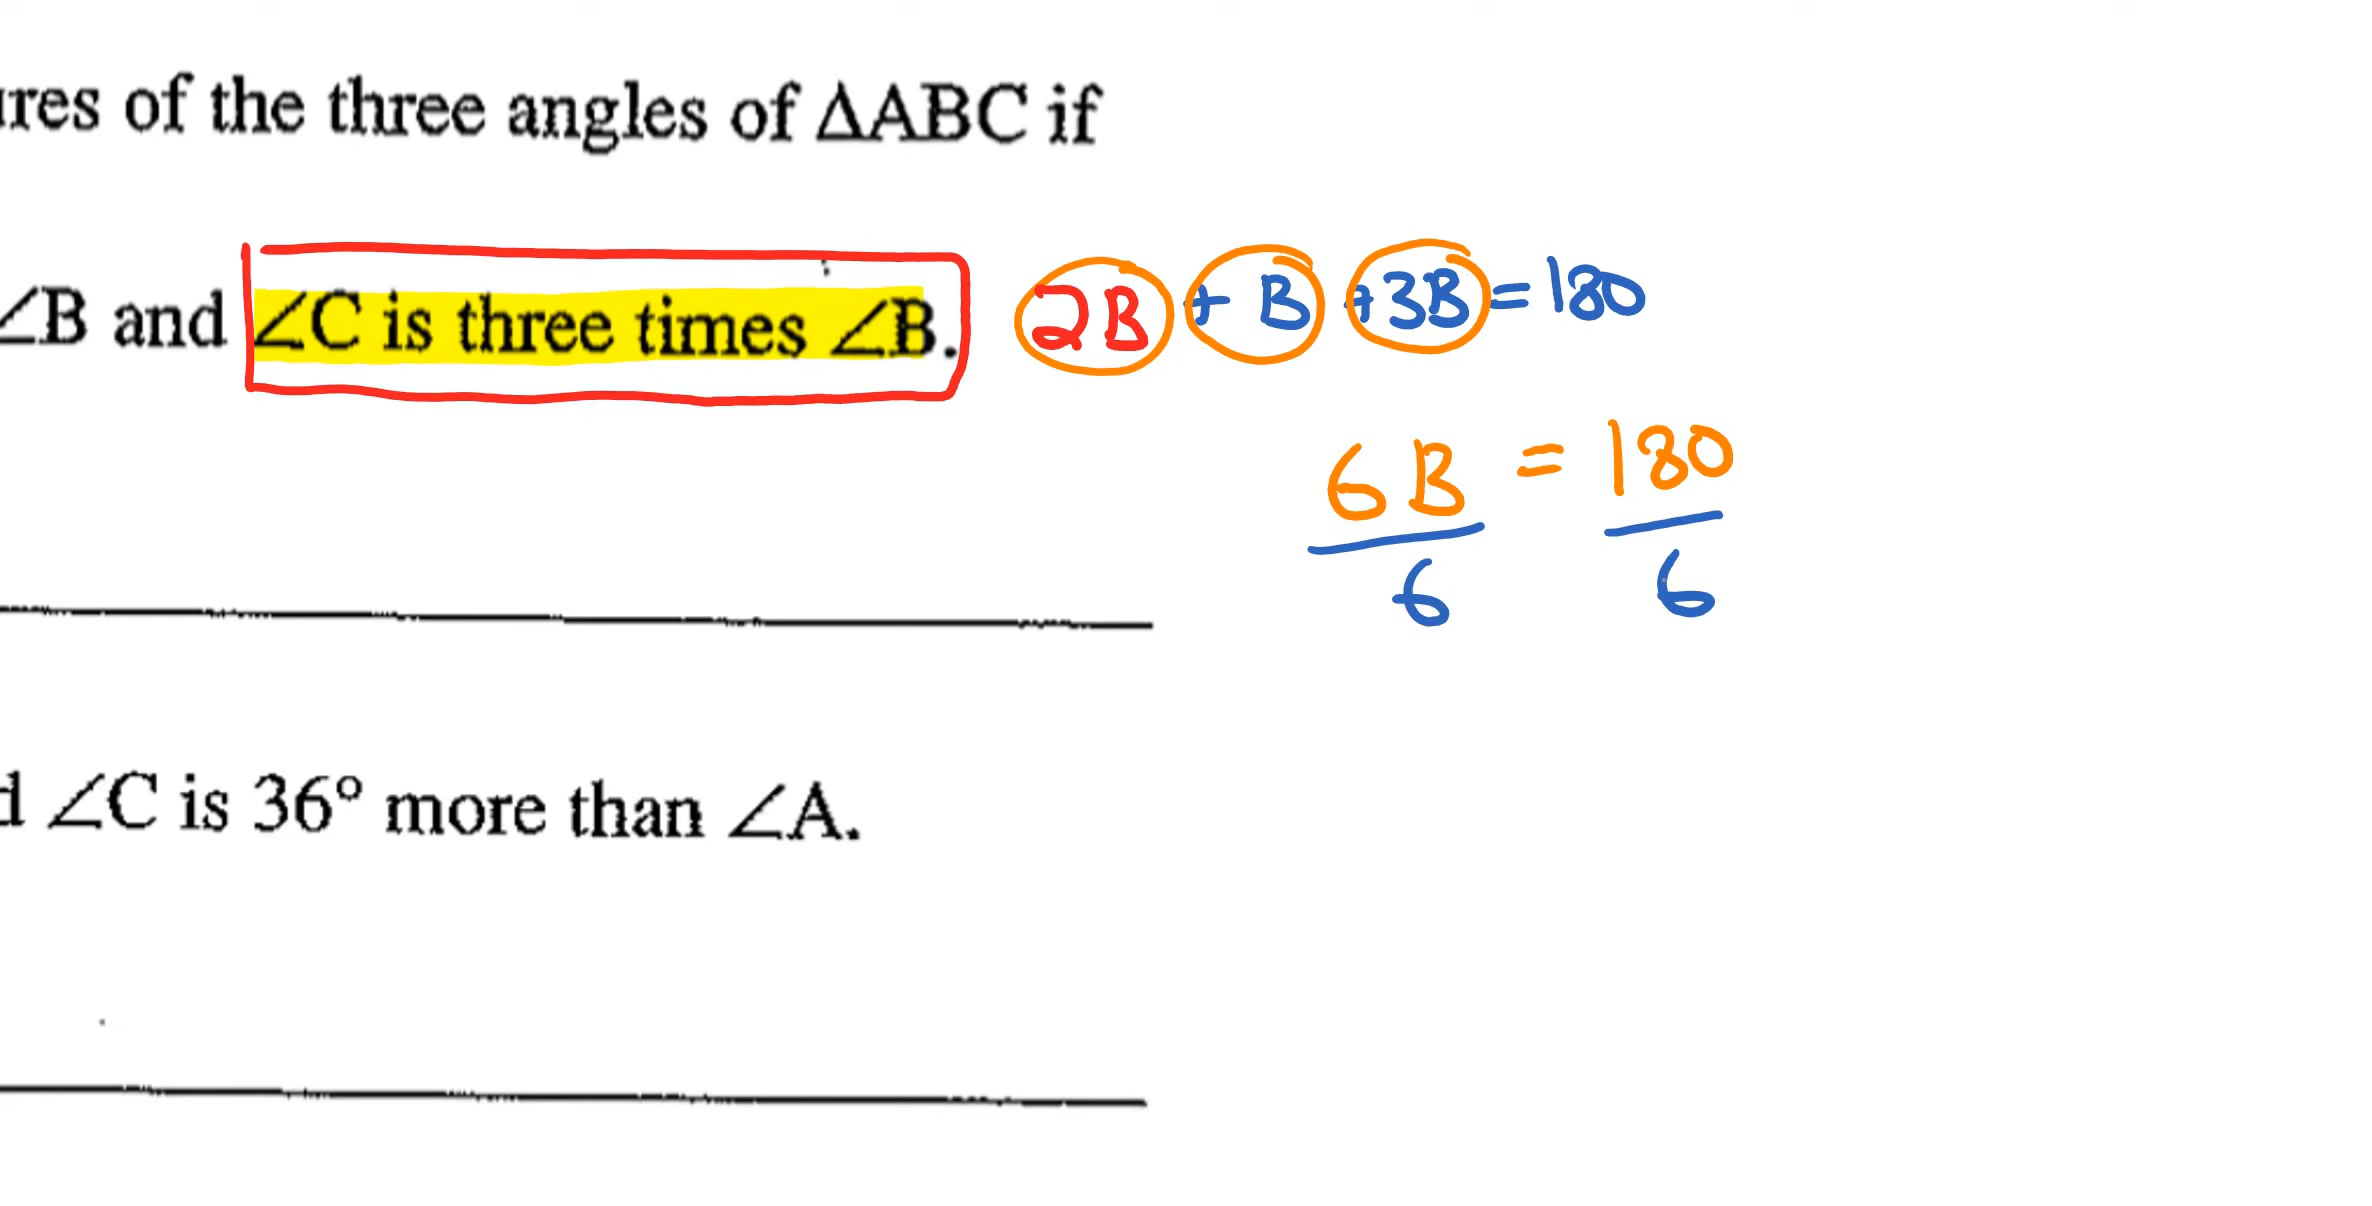 of the three angles of ΔABC if
∠B and ∠C is three times ∠B. 2B + B + 3B = 180
6B = 180
6 6
∠C is 36° more than ∠A.